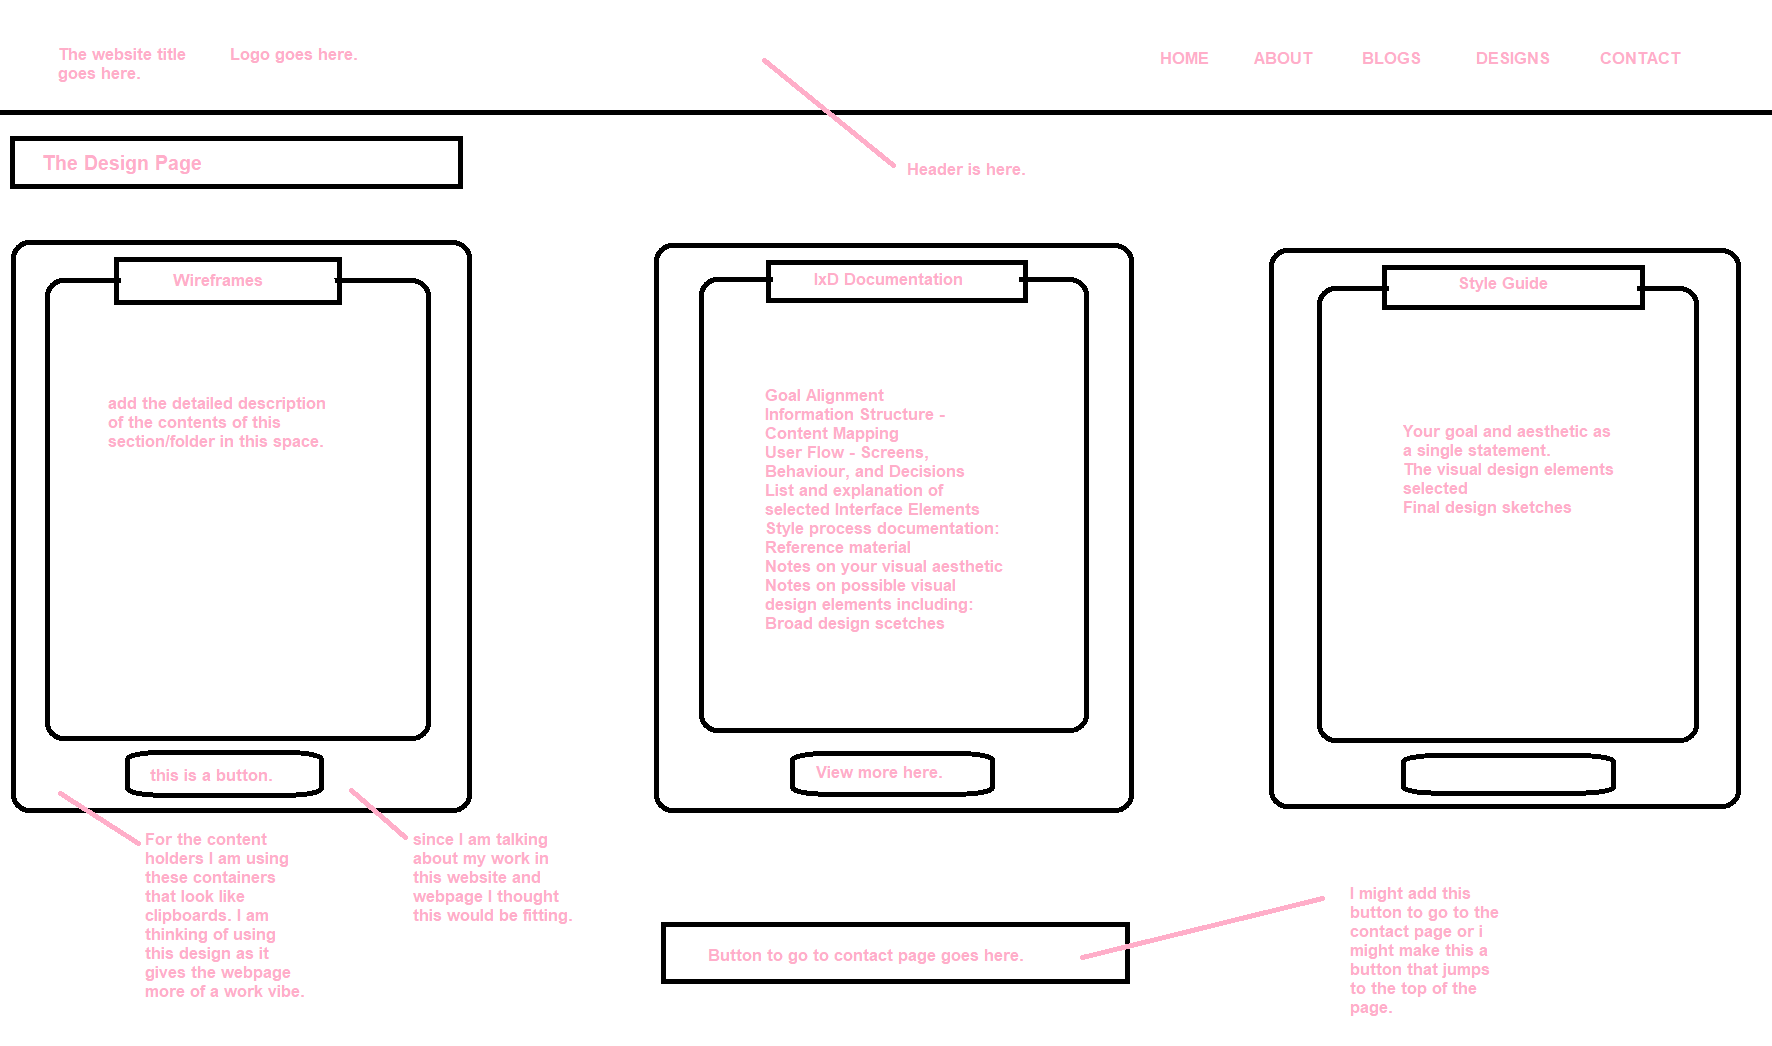 The website title
goes here.
Logo goes here.
HOME
ABOUT
BLOGS
DESIGNS
CONTACT
The Design Page
Header is here.
Wireframes
add the detailed description
of the contents of this
section/folder in this space.
this is a button.
IxD Documentation
Goal Alignment
Information Structure -
Content Mapping
User Flow - Screens,
Behaviour, and Decisions
List and explanation of
selected Interface Elements
Style process documentation:
Reference material
Notes on your visual aesthetic
Notes on possible visual
design elements including:
Broad design scetches
View more here.
Style Guide
Your goal and aesthetic as
a single statement.
The visual design elements
selected
Final design sketches
For the content
holders I am using
these containers
that look like
clipboards. I am
thinking of using
this design as it
gives the webpage
more of a work vibe.
since I am talking
about my work in
this website and
webpage I thought
this would be fitting.
Button to go to contact page goes here.
I might add this
button to go to the
contact page or i
might make this a
button that jumps
to the top of the
page.